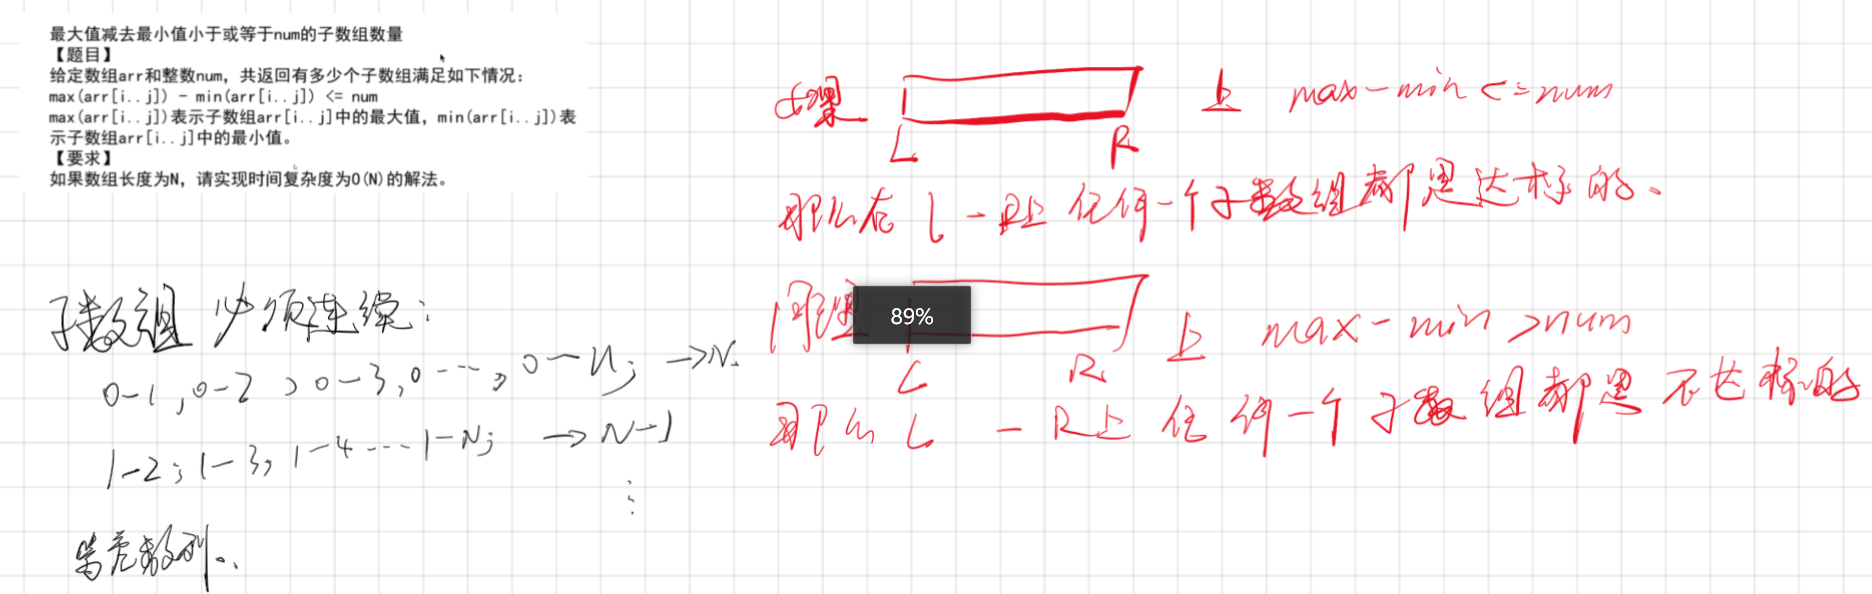 最大值减去最小值小于或等于num的子数组数量
【题目】
给定数组arr和整数num，共返回有多少个子数组满足如下情况：
max(arr[i..j]) - min(arr[i..j]) <= num
max(arr[i..j])表示子数组arr[i..j]中的最大值，min(arr[i..j])表
示子数组arr[i..j]中的最小值。
【要求】
如果数组长度为N，请实现时间复杂度为O(N)的解法。
子数组 必须连续：
0-1, 0-2, 0-3, 0---, 0-N; →N.
1-2; 1-3, 1-4 --- 1-N; → N-1
等差数列..
如果 上 max-min <= num
L R
那么在 L-R上 任何一个子数组都是达标的.
同理 上 max-min >num
89%
L R
那么 L-R上 任何一个子数组都是不达标的